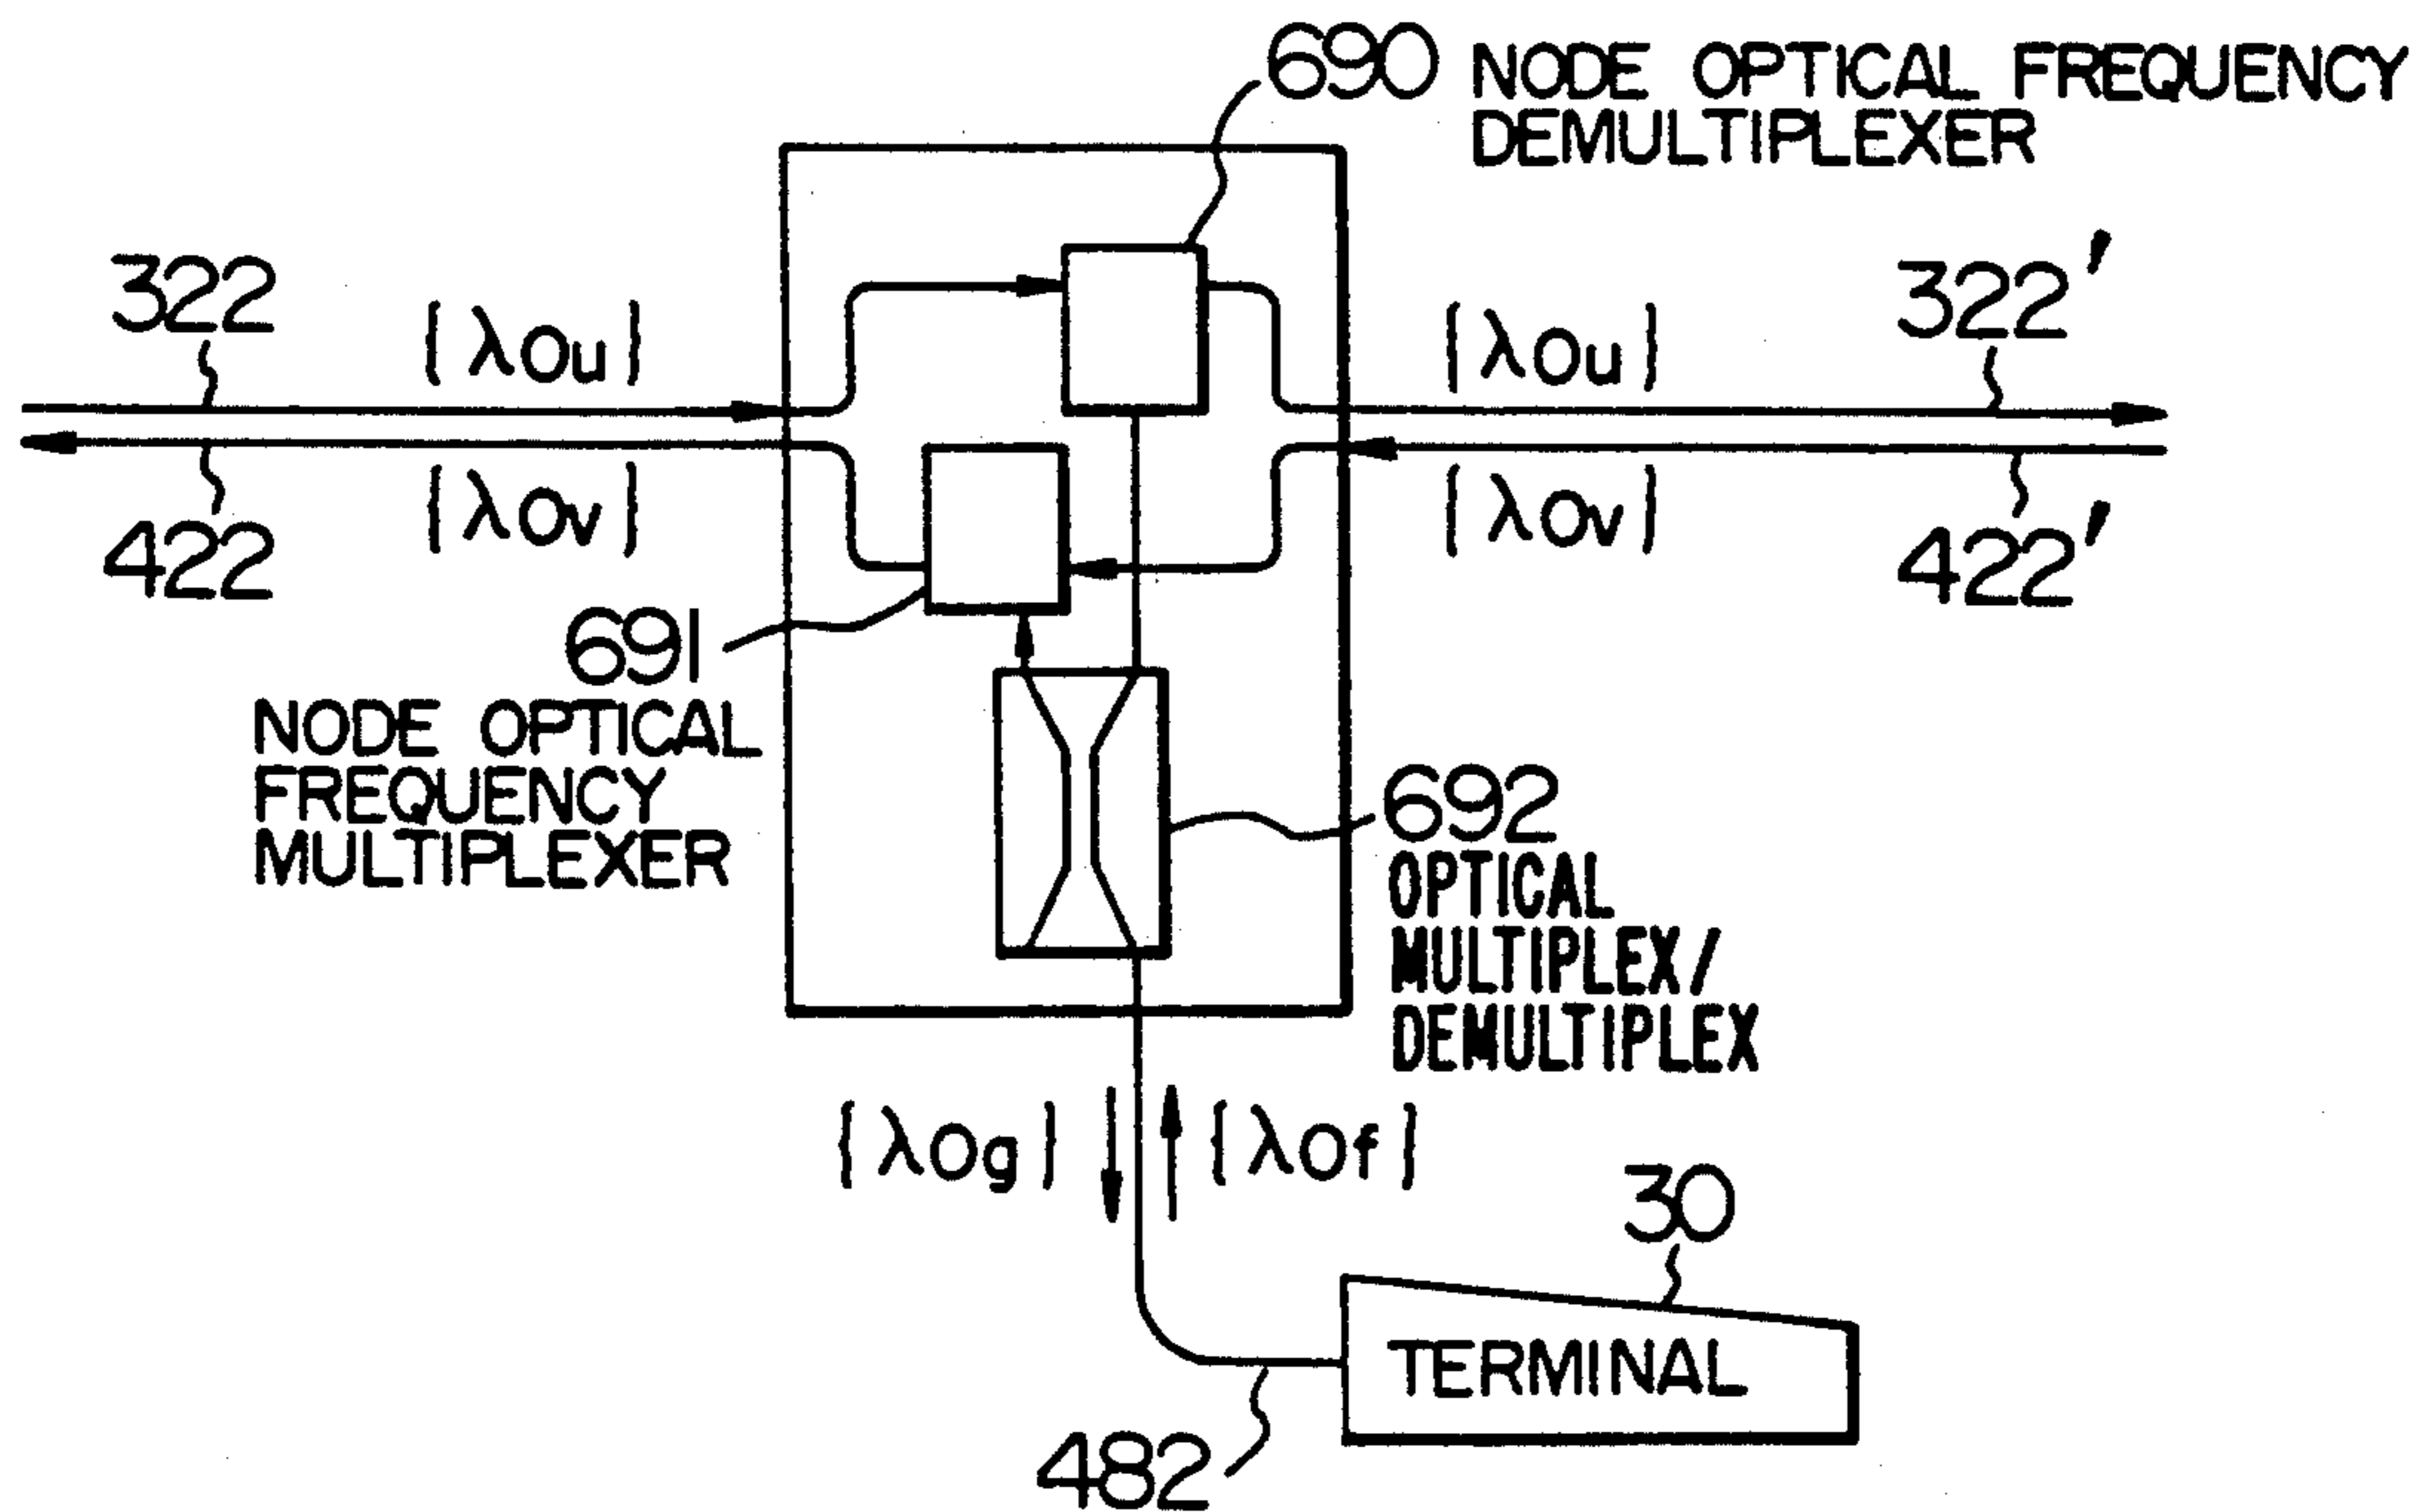 690 NODE OPTICAL FREQUENCY
DEMULTIPLEXER
322
{λ0u}
{λ0u}
322'
422
{λ0v}
{λ0v}
422'
691
NODE OPTICAL
FREQUENCY
MULTIPLEXER
692
OPTICAL
MULTIPLEX/
DEMULTIPLEX
{λ0g}
{λ0f}
30
TERMINAL
482